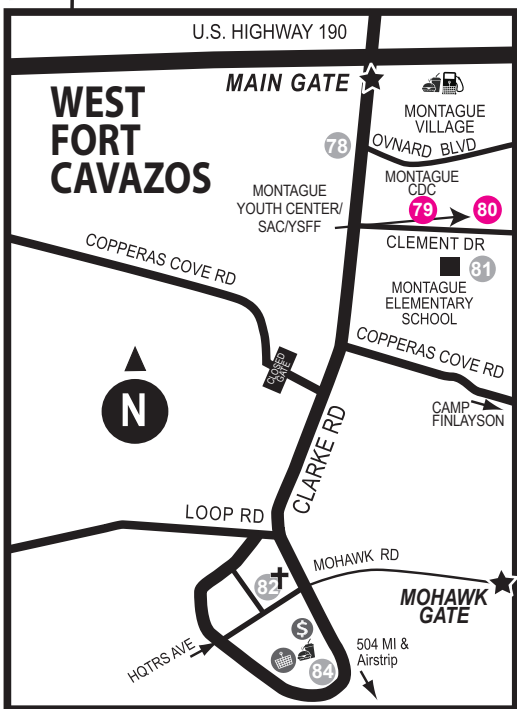 U.S. HIGHWAY 190
MAIN GATE
WEST
FORT
CAVAZOS
MONTAGUE
VILLAGE
78
OVNARD BLVD
MONTAGUE
CDC
79
80
MONTAGUE
YOUTH CENTER/
SAC/YSFF
CLEMENT DR
COPPERAS COVE RD
81
MONTAGUE
ELEMENTARY
SCHOOL
COPPERAS COVE RD
CLOSED
GATE
N
CAMP
FINLAYSON
CLARKE RD
LOOP RD
MOHAWK RD
82
MOHAWK
GATE
$
HQTRS AVE
84
504 MI &
Airstrip